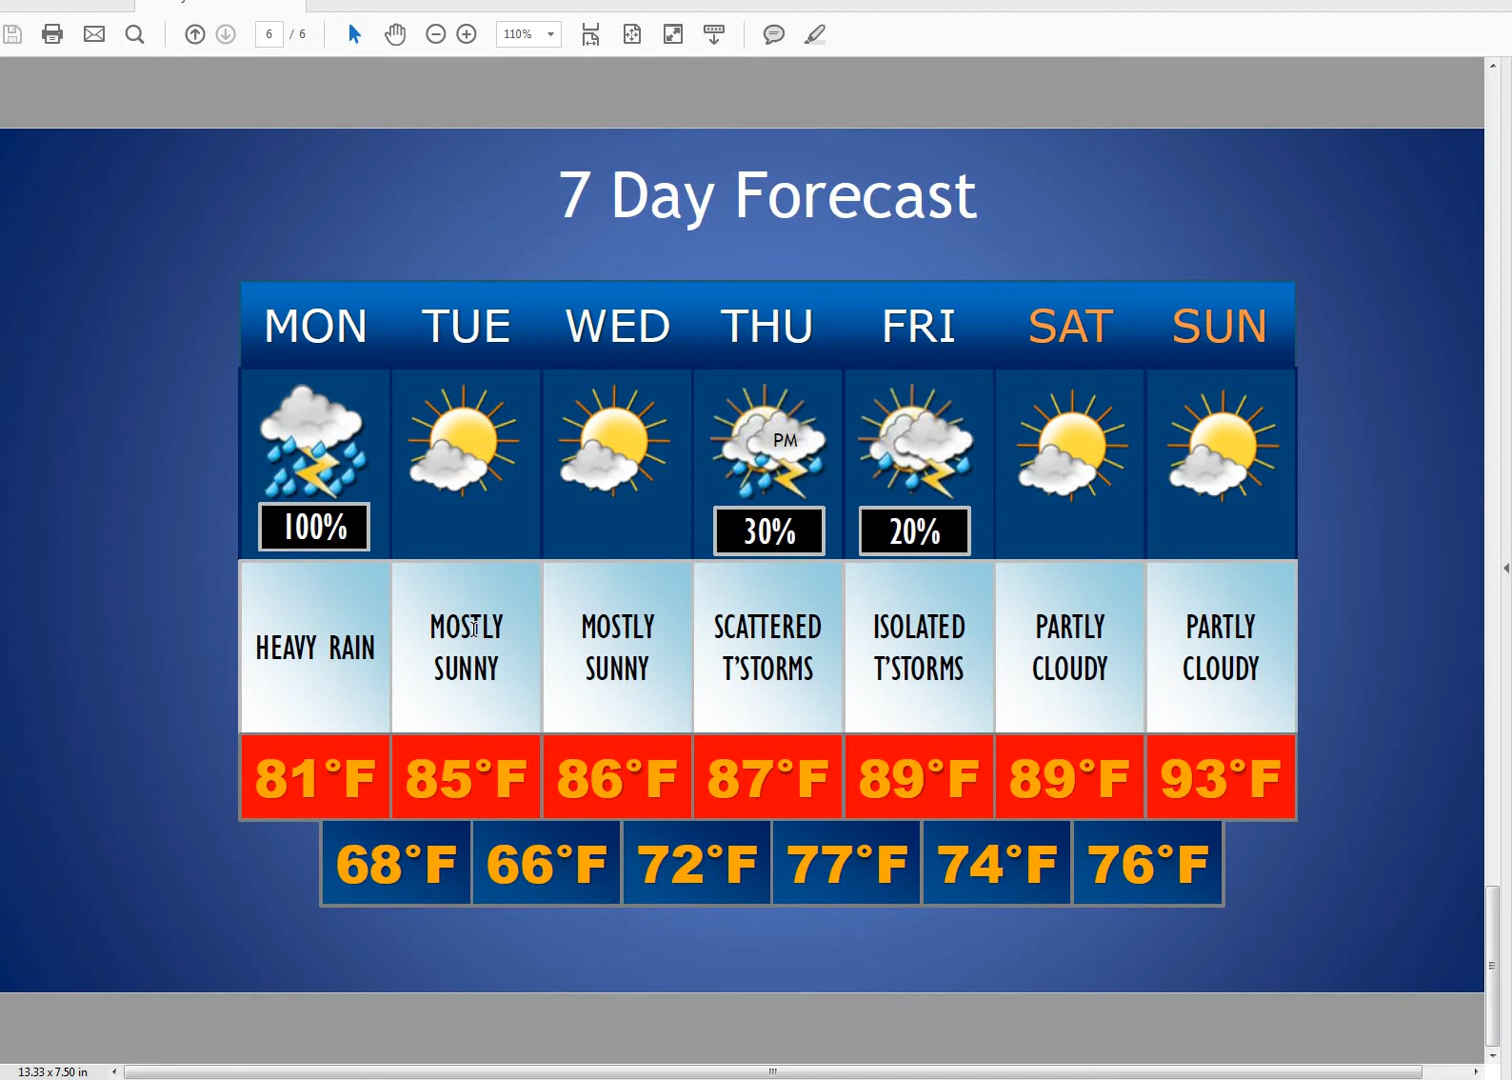 6 / 6
110%
7 Day Forecast
MON TUE WED THU FRI SAT SUN
PM
100% 30% 20%
HEAVY RAIN
MOSTLY
SUNNY
MOSTLY
SUNNY
SCATTERED
T'STORMS
ISOLATED
T'STORMS
PARTLY
CLOUDY
PARTLY
CLOUDY
81°F 85°F 86°F 87°F 89°F 89°F 93°F
68°F 66°F 72°F 77°F 74°F 76°F
13.33 x 7.50 in